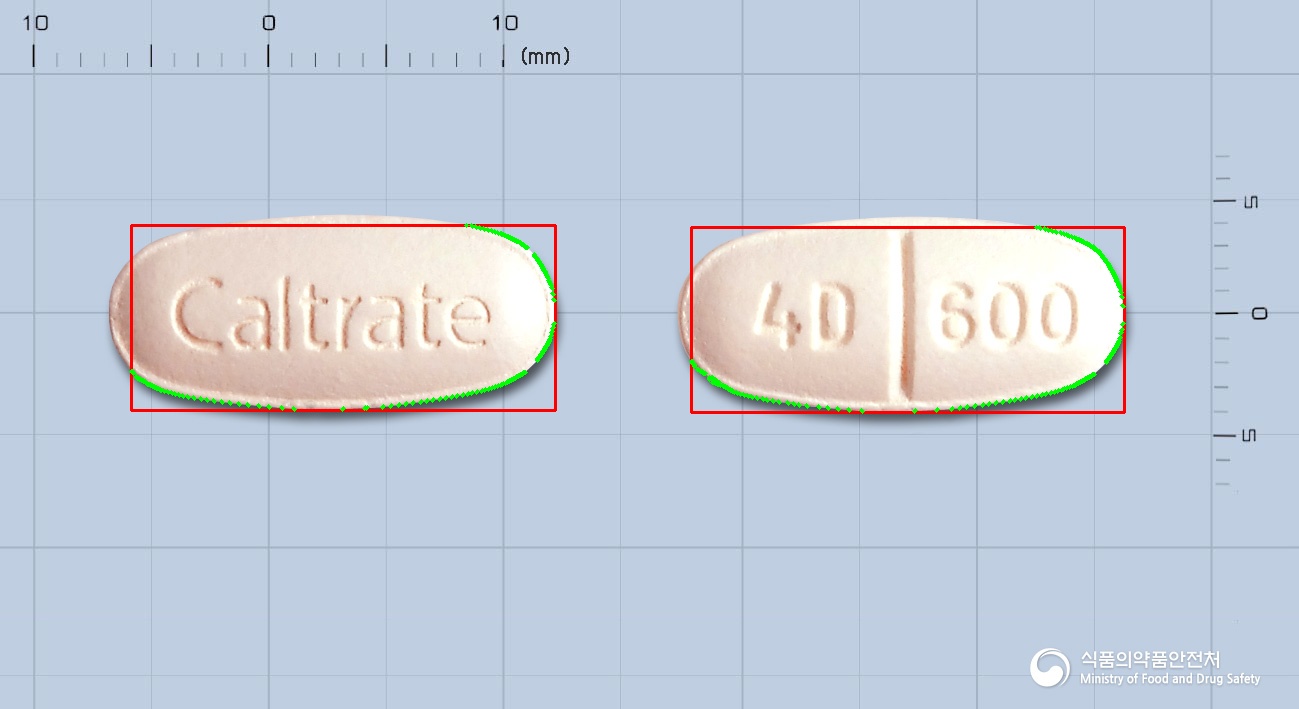 10 0 10
(mm)
5
Caltrate
40 600
0
5
식품의약품안전처
Ministry of Food and Drug Safety